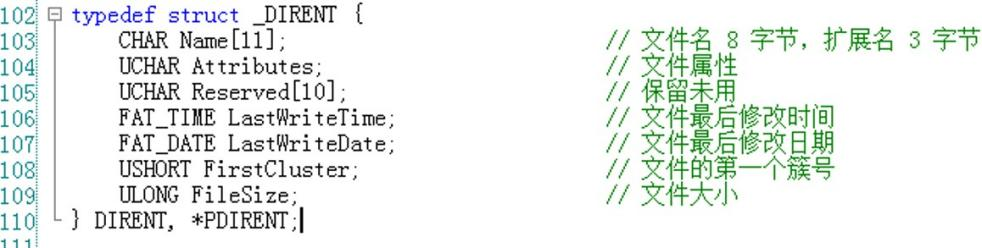 102 typedef struct _DIRENT {
103 CHAR Name[11]; // 文件名 8 字节，扩展名 3 字节
104 UCHAR Attributes; // 文件属性
105 UCHAR Reserved[10]; // 保留未用
106 FAT_TIME LastWriteTime; // 文件最后修改时间
107 FAT_DATE LastWriteDate; // 文件最后修改日期
108 USHORT FirstCluster; // 文件的第一个簇号
109 ULONG FileSize; // 文件大小
110 } DIRENT, *PDIRENT;
111